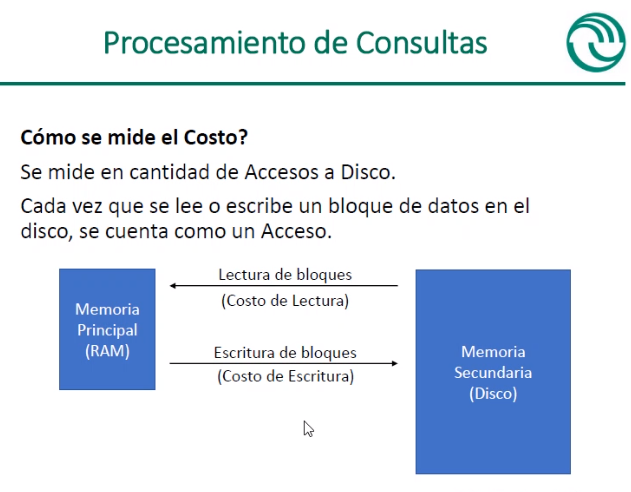 Procesamiento de Consultas
Cómo se mide el Costo?
Se mide en cantidad de Accesos a Disco.
Cada vez que se lee o escribe un bloque de datos en el
disco, se cuenta como un Acceso.
Lectura de bloques
(Costo de Lectura)
Memoria
Principal
(RAM)
Escritura de bloques
(Costo de Escritura)
Memoria
Secundaria
(Disco)